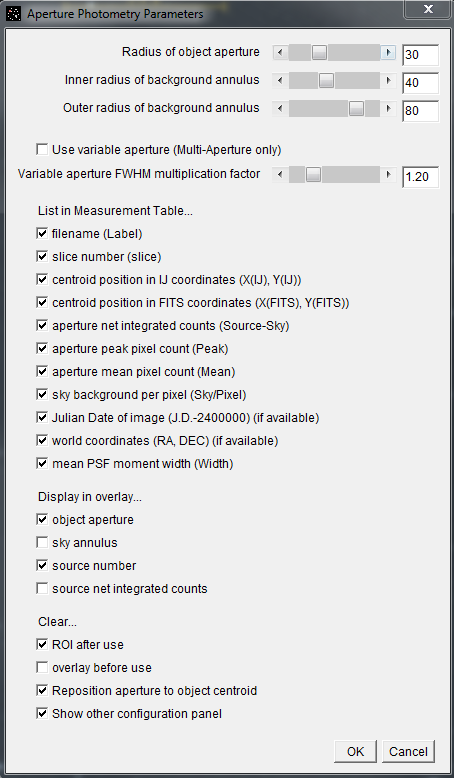 Aperture Photometry Parameters
Radius of object aperture 30
Inner radius of background annulus 40
Outer radius of background annulus 80
Use variable aperture (Multi-Aperture only)
Variable aperture FWHM multiplication factor 1.20
List in Measurement Table...
filename (Label)
slice number (slice)
centroid position in IJ coordinates (X(IJ), Y(IJ))
centroid position in FITS coordinates (X(FITS), Y(FITS))
aperture net integrated counts (Source-Sky)
aperture peak pixel count (Peak)
aperture mean pixel count (Mean)
sky background per pixel (Sky/Pixel)
Julian Date of image (J.D.-2400000) (if available)
world coordinates (RA, DEC) (if available)
mean PSF moment width (Width)
Display in overlay...
object aperture
sky annulus
source number
source net integrated counts
Clear...
ROI after use
overlay before use
Reposition aperture to object centroid
Show other configuration panel
OK Cancel